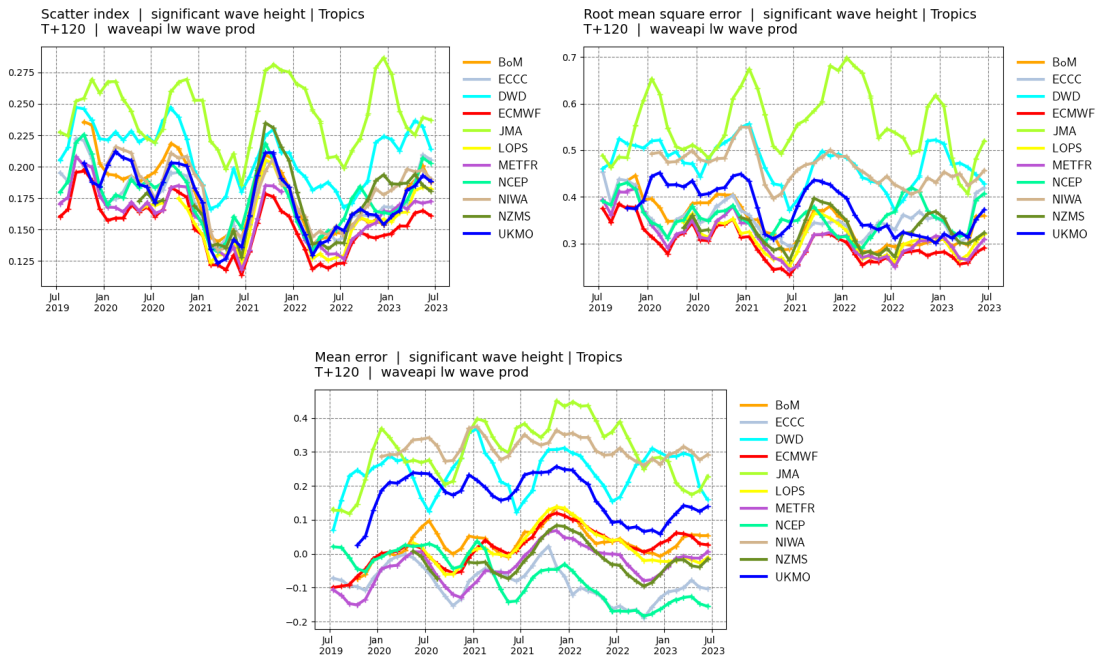 Scatter index | significant wave height | Tropics
T+120 | waveapi lw wave prod
0.275
0.250
0.225
0.200
0.175
0.150
0.125
Jul Jan Jul Jan Jul Jan Jul Jan Jul
2019 2020 2020 2021 2021 2022 2022 2023 2023
BoM
ECCC
DWD
ECMWF
JMA
LOPS
METFR
NCEP
NIWA
NZMS
UKMO
Root mean square error | significant wave height | Tropics
T+120 | waveapi lw wave prod
0.7
0.6
0.5
0.4
0.3
Jul Jan Jul Jan Jul Jan Jul Jan Jul
2019 2020 2020 2021 2021 2022 2022 2023 2023
BoM
ECCC
DWD
ECMWF
JMA
LOPS
METFR
NCEP
NIWA
NZMS
UKMO
Mean error | significant wave height | Tropics
T+120 | waveapi lw wave prod
0.4
0.3
0.2
0.1
0.0
−0.1
−0.2
Jul Jan Jul Jan Jul Jan Jul Jan Jul
2019 2020 2020 2021 2021 2022 2022 2023 2023
BoM
ECCC
DWD
ECMWF
JMA
LOPS
METFR
NCEP
NIWA
NZMS
UKMO